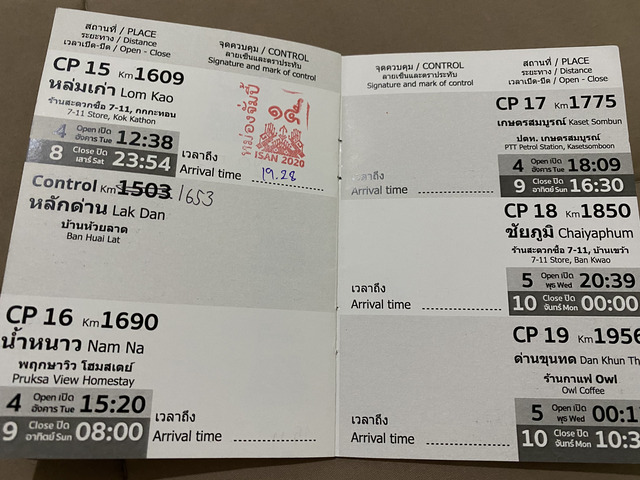 สถานที่ / PLACE
ระยะทาง / Distance
เวลาเปิด-ปิด / Open - Close
จุดควบคุม / CONTROL
ลายเซ็นและตราประทับ
Signature and mark of control
CP 15 Km 1609
หล่มเก่า Lom Kao
ร้านสะดวกซื้อ 7-11, กกกะทอน
7-11 Store, Kok Kathon
4 Open เปิด อังคาร Tue 12:38
8 Close ปิด เสาร์ Sat 23:54
เวลาถึง
Arrival time 19.28
ISAN 2020
Control Km 1503 1653
หลักด่าน Lak Dan
บ้านห้วยลาด
Ban Huai Lat
CP 16 Km 1690
น้ำหนาว Nam Na
พฤกษาวิว โฮมสเตย์
Pruksa View Homestay
4 Open เปิด อังคาร Tue 15:20
9 Close ปิด อาทิตย์ Sun 08:00
เวลาถึง
Arrival time
จุดควบคุม / CONTROL
ลายเซ็นและตราประทับ
Signature and mark of control
สถานที่ / PLACE
ระยะทาง / Distance
เวลาเปิด-ปิด / Open - Close
CP 17 Km 1775
เกษตรสมบูรณ์ Kaset Sombun
ปตท. เกษตรสมบูรณ์
PTT Petrol Station, Kasetsomboon
4 Open เปิด อังคาร Tue 18:09
9 Close ปิด อาทิตย์ Sun 16:30
เวลาถึง
Arrival time
CP 18 Km 1850
ชัยภูมิ Chaiyaphum
ร้านสะดวกซื้อ 7-11, บ้านเขว้า
7-11 Store, Ban Kwao
5 Open เปิด พุธ Wed 20:39
10 Close ปิด จันทร์ Mon 00:00
เวลาถึง
Arrival time
CP 19 Km 1956
ด่านขุนทด Dan Khun Th
ร้านกาแฟ Owl
Owl Coffee
5 Open เปิด พุธ Wed 00:1
10 Close ปิด จันทร์ Mon 10:3
เวลาถึง
Arrival time